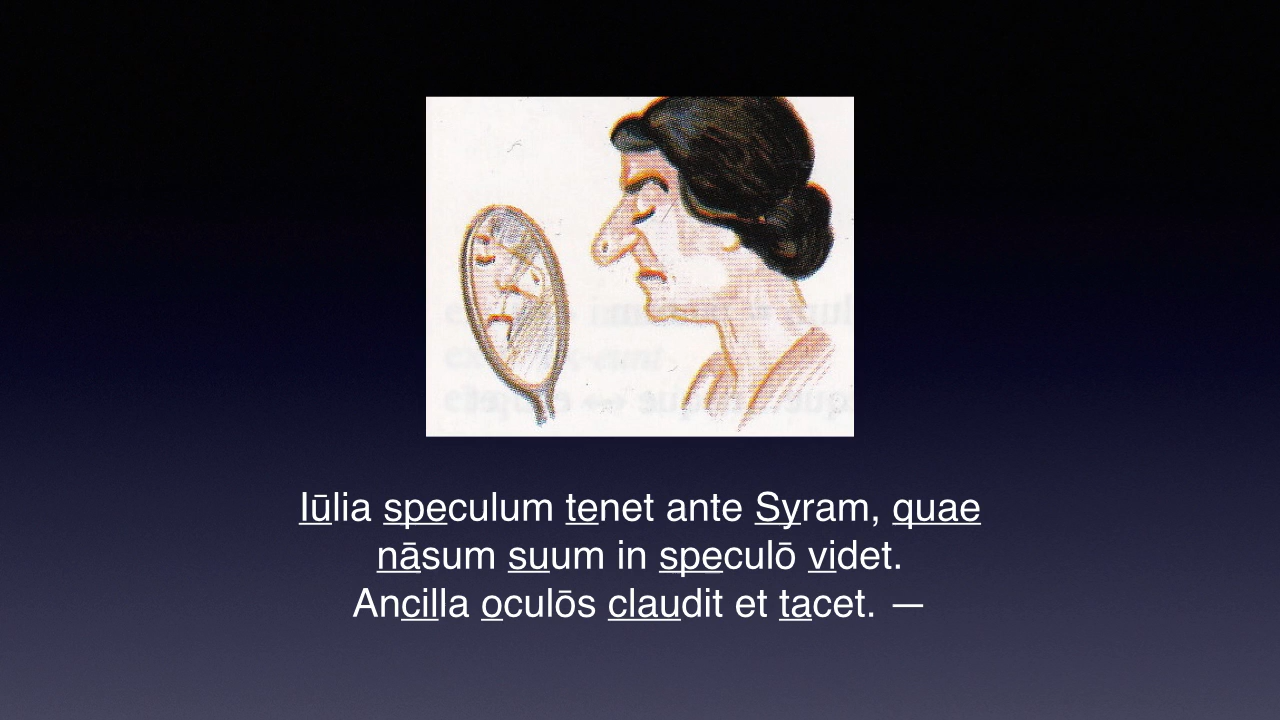 Iūlia speculum tenet ante Syram, quae
nāsum suum in speculō videt.
Ancilla oculōs claudit et tacet. —